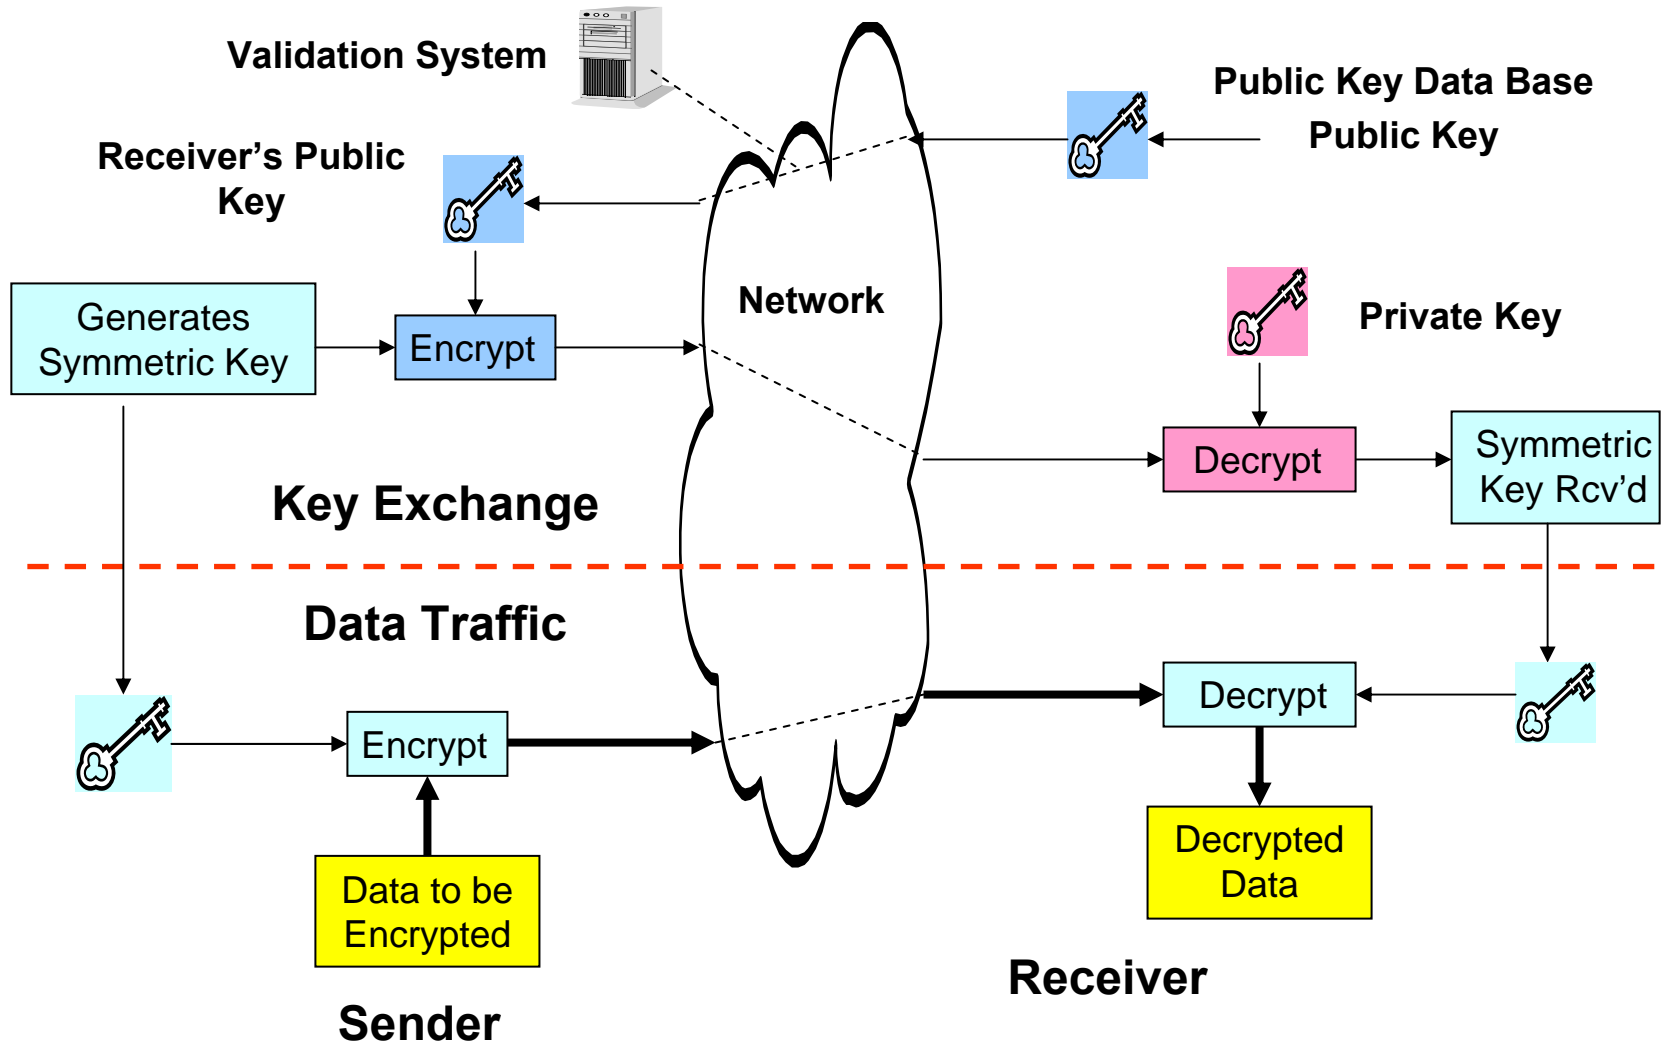 Validation System
Public Key Data Base
Public Key
Receiver’s Public
Key
Generates
Symmetric Key
Encrypt
Network
Private Key
Decrypt
Symmetric
Key Rcv’d
Key Exchange
Data Traffic
Encrypt
Decrypt
Data to be
Encrypted
Decrypted
Data
Sender
Receiver